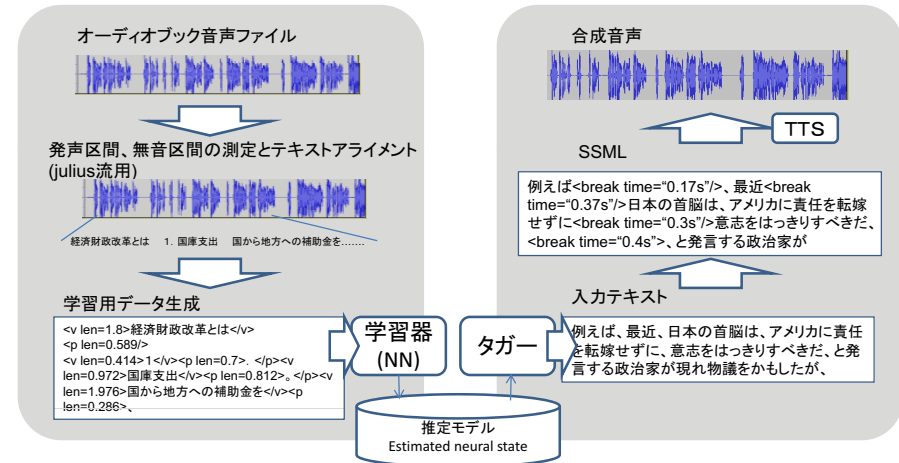 オーディオブック音声ファイル
発声区間、無音区間の測定とテキストアライメント
(julius流用)
経済財政改革とは 1. 国庫支出 国から地方への補助金を.......
学習用データ生成
<v len=1.8>経済財政改革とは</v>
<p len=0.589/>
<v len=0.414>1</v><p len=0.7>. </p><v
len=0.972>国庫支出</v><p len=0.812>。</p><v
len=1.976>国から地方への補助金を</v><p
len=0.286>、
学習器
(NN)
推定モデル
Estimated neural state
タガー
合成音声
TTS
SSML
例えば<break time=“0.17s”/>、最近<break
time=“0.37s”/>日本の首脳は、アメリカに責任を転嫁
せずに<break time=“0.3s”/>意志をはっきりすべきだ、
<break time=“0.4s”>、と発言する政治家が
入力テキスト
例えば、最近、日本の首脳は、アメリカに責任
を転嫁せずに、意志をはっきりすべきだ、と発
言する政治家が現れ物議をかもしたが、